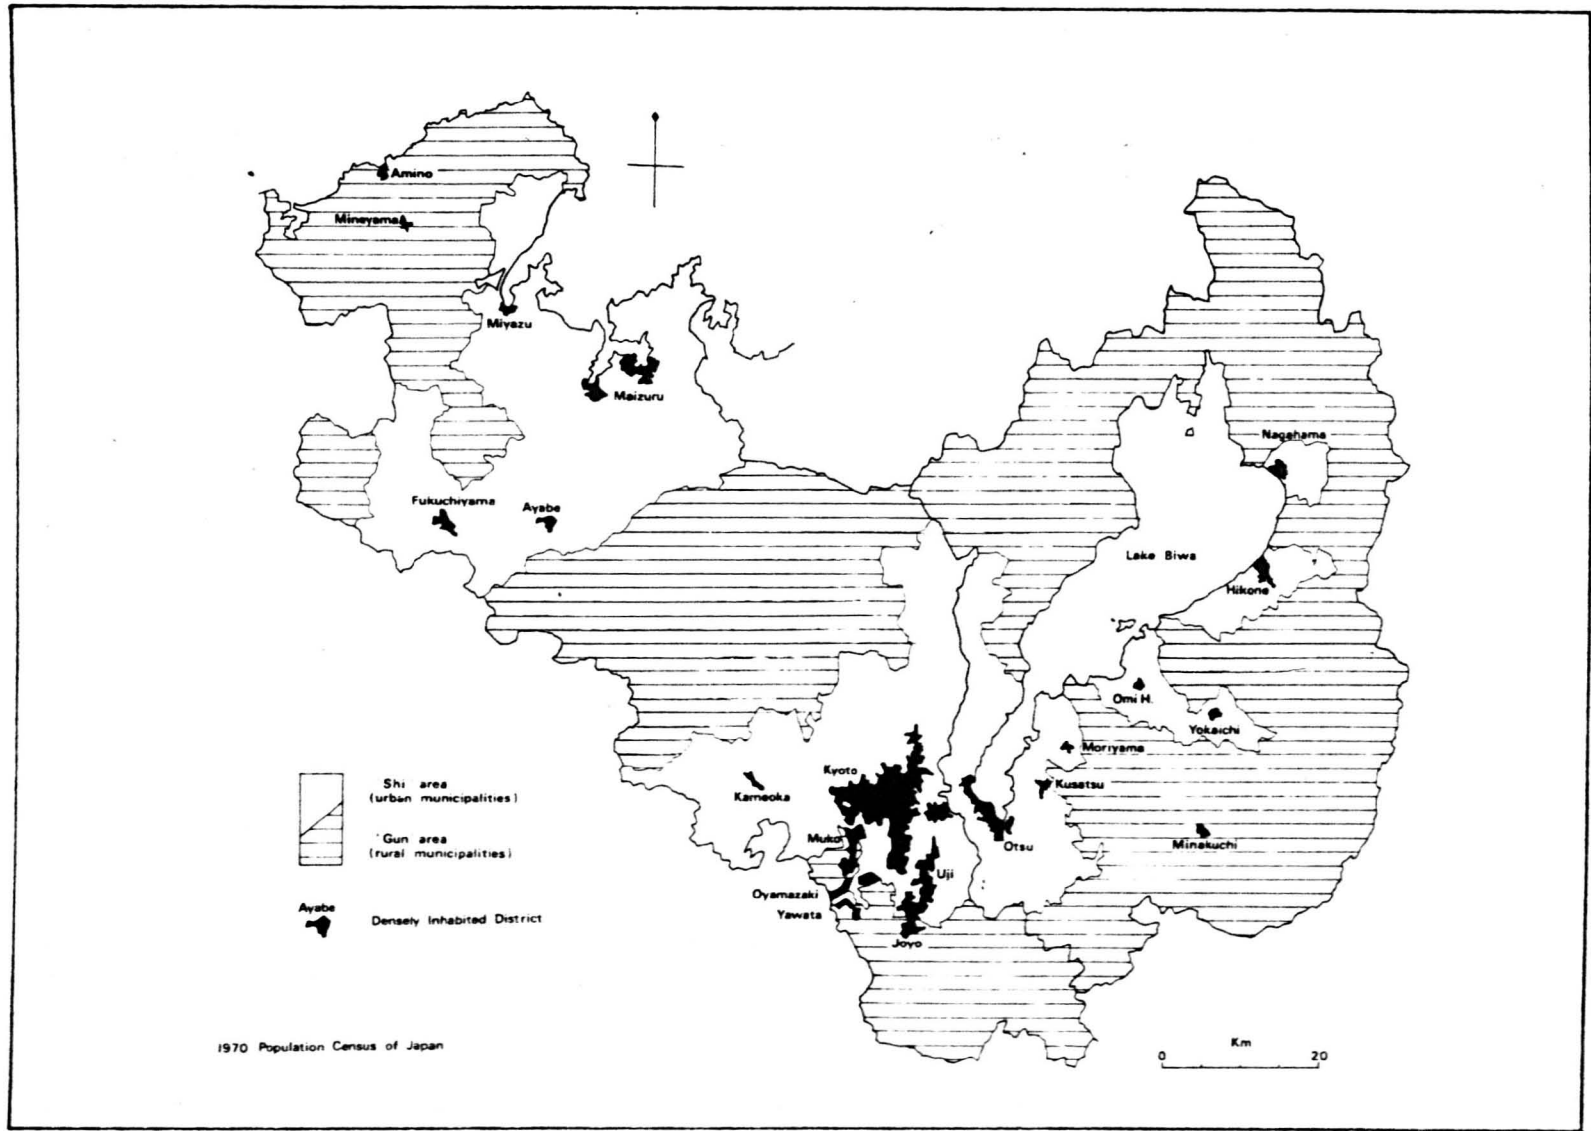 Amino
Mineyama
Miyazu
Maizuru
Nagahama
Fukuchiyama
Ayabe
Lake Biwa
Hikone
Omi H.
Yokaichi
Moriyama
Kyoto
Kameoka
Kusatsu
Muko
Otsu
Minakuchi
Uji
Oyamazaki
Yawata
Joyo
Shi area
(urban municipalities)
Gun area
(rural municipalities)
Ayabe
Densely Inhabited District
1970 Population Census of Japan
Km
0 20